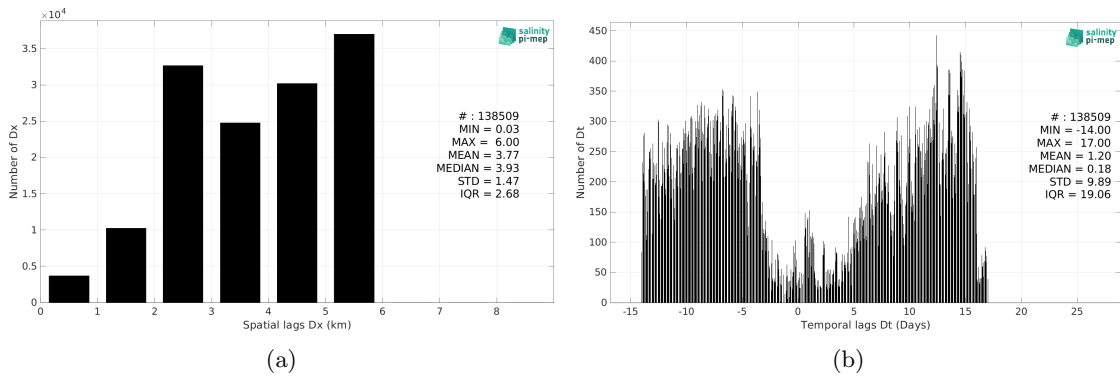 ×10⁴
3.5
3
2.5
2
1.5
1
0.5
0
Number of Dx
0 1 2 3 4 5 6 7 8
Spatial lags Dx (km)
salinity
pi-mep
# : 138509
MIN = 0.03
MAX = 6.00
MEAN = 3.77
MEDIAN = 3.93
STD = 1.47
IQR = 2.68
(a)
450
400
350
300
250
200
150
100
50
0
Number of Dt
-15 -10 -5 0 5 10 15 20 25
Temporal lags Dt (Days)
salinity
pi-mep
# : 138509
MIN = -14.00
MAX = 17.00
MEAN = 1.20
MEDIAN = 0.18
STD = 9.89
IQR = 19.06
(b)